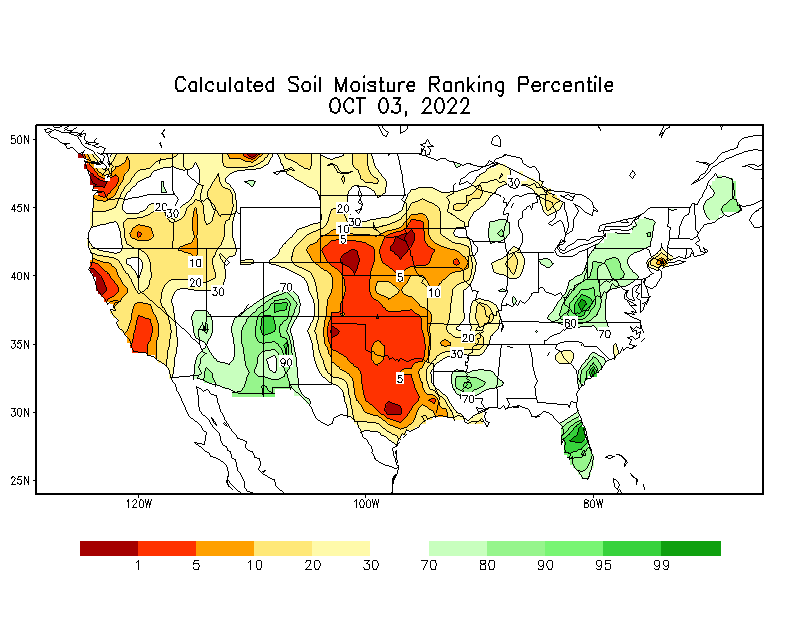 Calculated Soil Moisture Ranking Percentile
OCT 03, 2022
50N
45N
40N
35N
30N
25N
120W
100W
80W
30
20
30
20
30
10
5
10
20
30
5
10
70
20
30
80
70
90
5
70
1 5 10 20 30 70 80 90 95 99